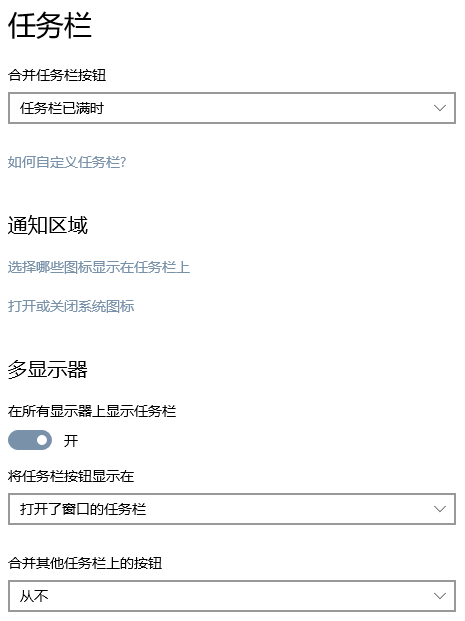 任务栏
合并任务栏按钮
任务栏已满时
如何自定义任务栏?
通知区域
选择哪些图标显示在任务栏上
打开或关闭系统图标
多显示器
在所有显示器上显示任务栏
开
将任务栏按钮显示在
打开了窗口的任务栏
合并其他任务栏上的按钮
从不